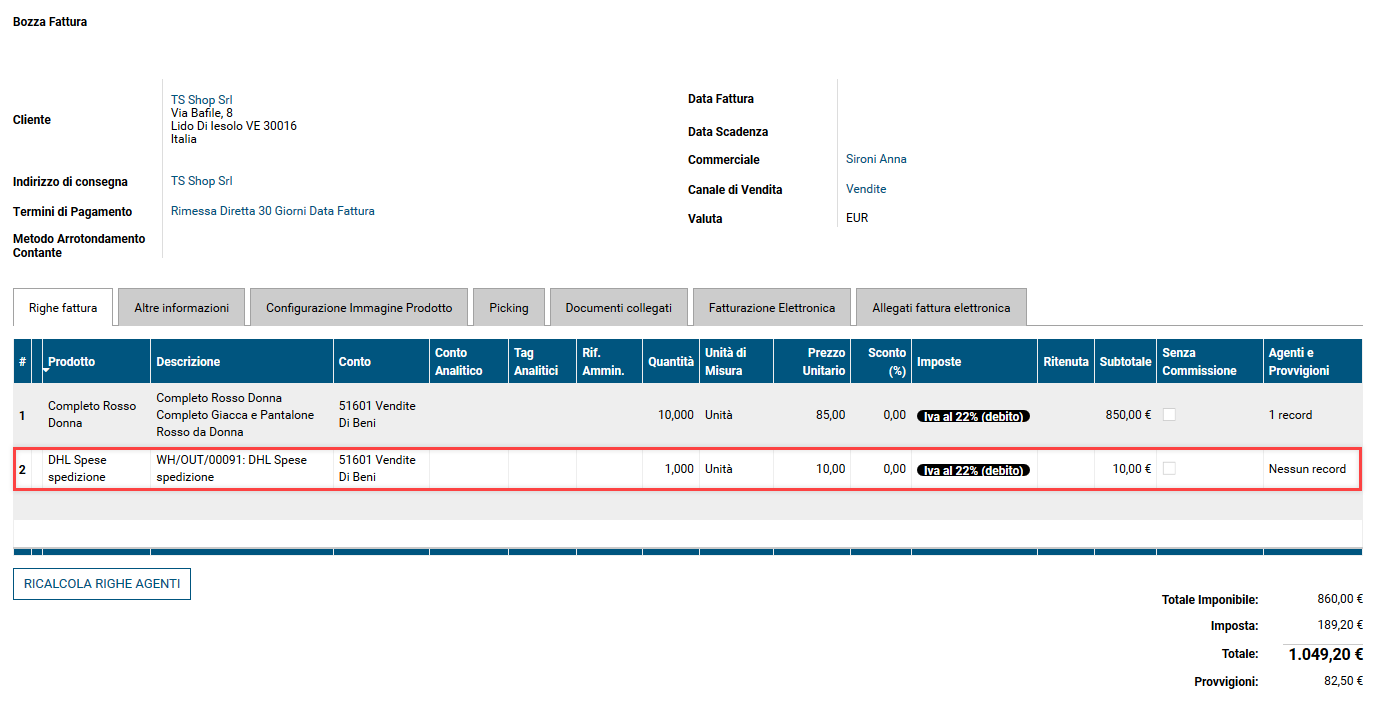 Bozza Fattura
Cliente
TS Shop Srl
Via Bafile, 8
Lido Di Iesolo VE 30016
Italia
Indirizzo di consegna
TS Shop Srl
Termini di Pagamento
Rimessa Diretta 30 Giorni Data Fattura
Metodo Arrotondamento
Contante
Data Fattura
Data Scadenza
Commerciale
Sironi Anna
Canale di Vendita
Vendite
Valuta
EUR
Righe fattura
Altre informazioni
Configurazione Immagine Prodotto
Picking
Documenti collegati
Fatturazione Elettronica
Allegati fattura elettronica
#
Prodotto
Descrizione
Conto
Conto
Analitico
Tag
Analitici
Rif.
Ammin.
Quantità
Unità di
Misura
Prezzo
Unitario
Sconto
(%)
Imposte
Ritenuta
Subtotale
Senza
Commissione
Agenti e
Provvigioni
1
Completo Rosso
Donna
Completo Rosso Donna
Completo Giacca e Pantalone
Rosso da Donna
51601 Vendite
Di Beni
10,000
Unità
85,00
0,00
Iva al 22% (debito)
850,00 €
1 record
2
DHL Spese
spedizione
WH/OUT/00091: DHL Spese
spedizione
51601 Vendite
Di Beni
1,000
Unità
10,00
0,00
Iva al 22% (debito)
10,00 €
Nessun record
RICALCOLA RIGHE AGENTI
Totale Imponibile:
860,00 €
Imposta:
189,20 €
Totale:
1.049,20 €
Provvigioni:
82,50 €